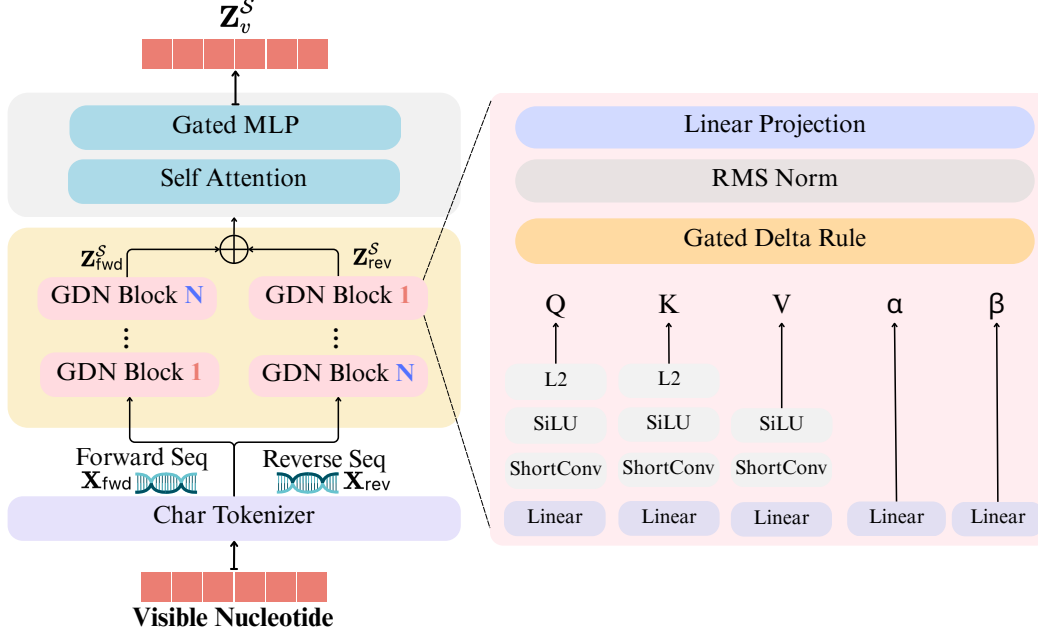 Z_v^S
Gated MLP
Self Attention
Z_fwd^S
Z_rev^S
GDN Block N
GDN Block 1
⋮
⋮
GDN Block 1
GDN Block N
Forward Seq
X_fwd
Reverse Seq
X_rev
Char Tokenizer
Visible Nucleotide
Linear Projection
RMS Norm
Gated Delta Rule
Q K V α β
L2 L2
SiLU SiLU SiLU
ShortConv ShortConv ShortConv
Linear Linear Linear Linear Linear